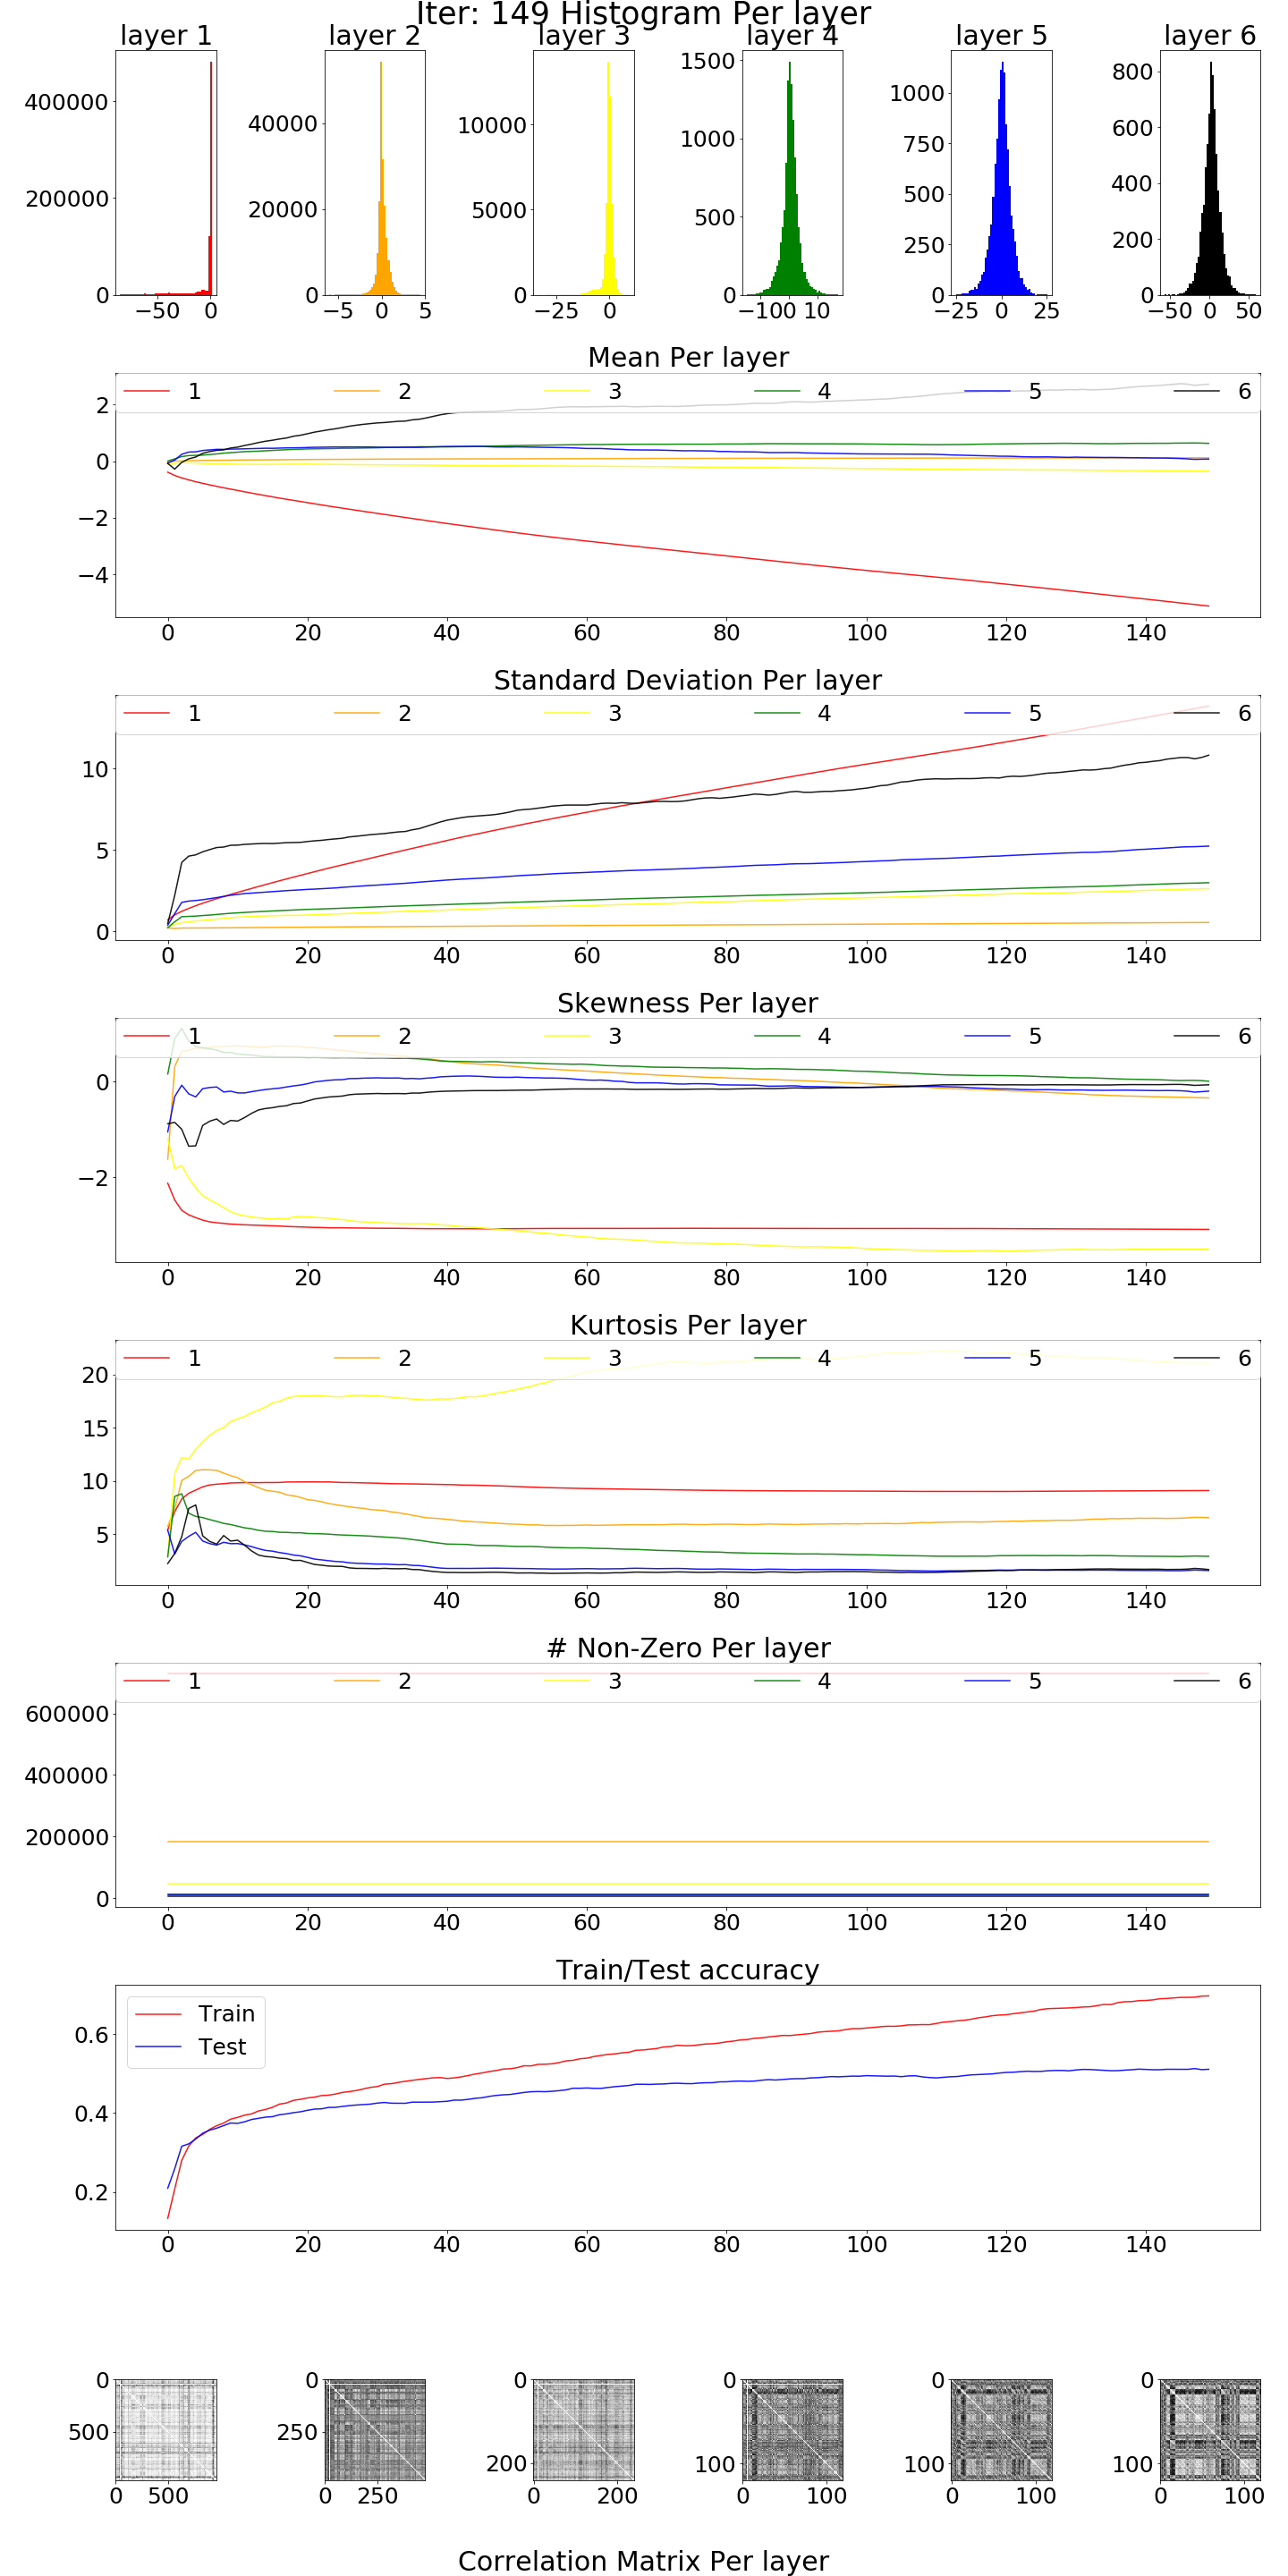 Iter: 149 Histogram Per layer
layer 1 layer 2 layer 3 layer 4 layer 5 layer 6
400000 200000 0 −50 0
40000 20000 0 −5 0 5
10000 5000 0 −25 0
1500 1000 500 0 −10 0 10
1000 750 500 250 0 −25 0 25
800 600 400 200 0 −50 0 50
Mean Per layer
1 2 3 4 5 6
2
0
−2
−4
0 20 40 60 80 100 120 140
Standard Deviation Per layer
1 2 3 4 5 6
10
5
0
0 20 40 60 80 100 120 140
Skewness Per layer
1 2 3 4 5 6
0
−2
0 20 40 60 80 100 120 140
Kurtosis Per layer
1 2 3 4 5 6
20
15
10
5
0 20 40 60 80 100 120 140
# Non-Zero Per layer
1 2 3 4 5 6
600000
400000
200000
0
0 20 40 60 80 100 120 140
Train/Test accuracy
Train
Test
0.6
0.4
0.2
0 20 40 60 80 100 120 140
0 500 0 500
0 250 0 250
0 200 0 200
0 100 0 100
0 100 0 100
0 100 0 100
Correlation Matrix Per layer